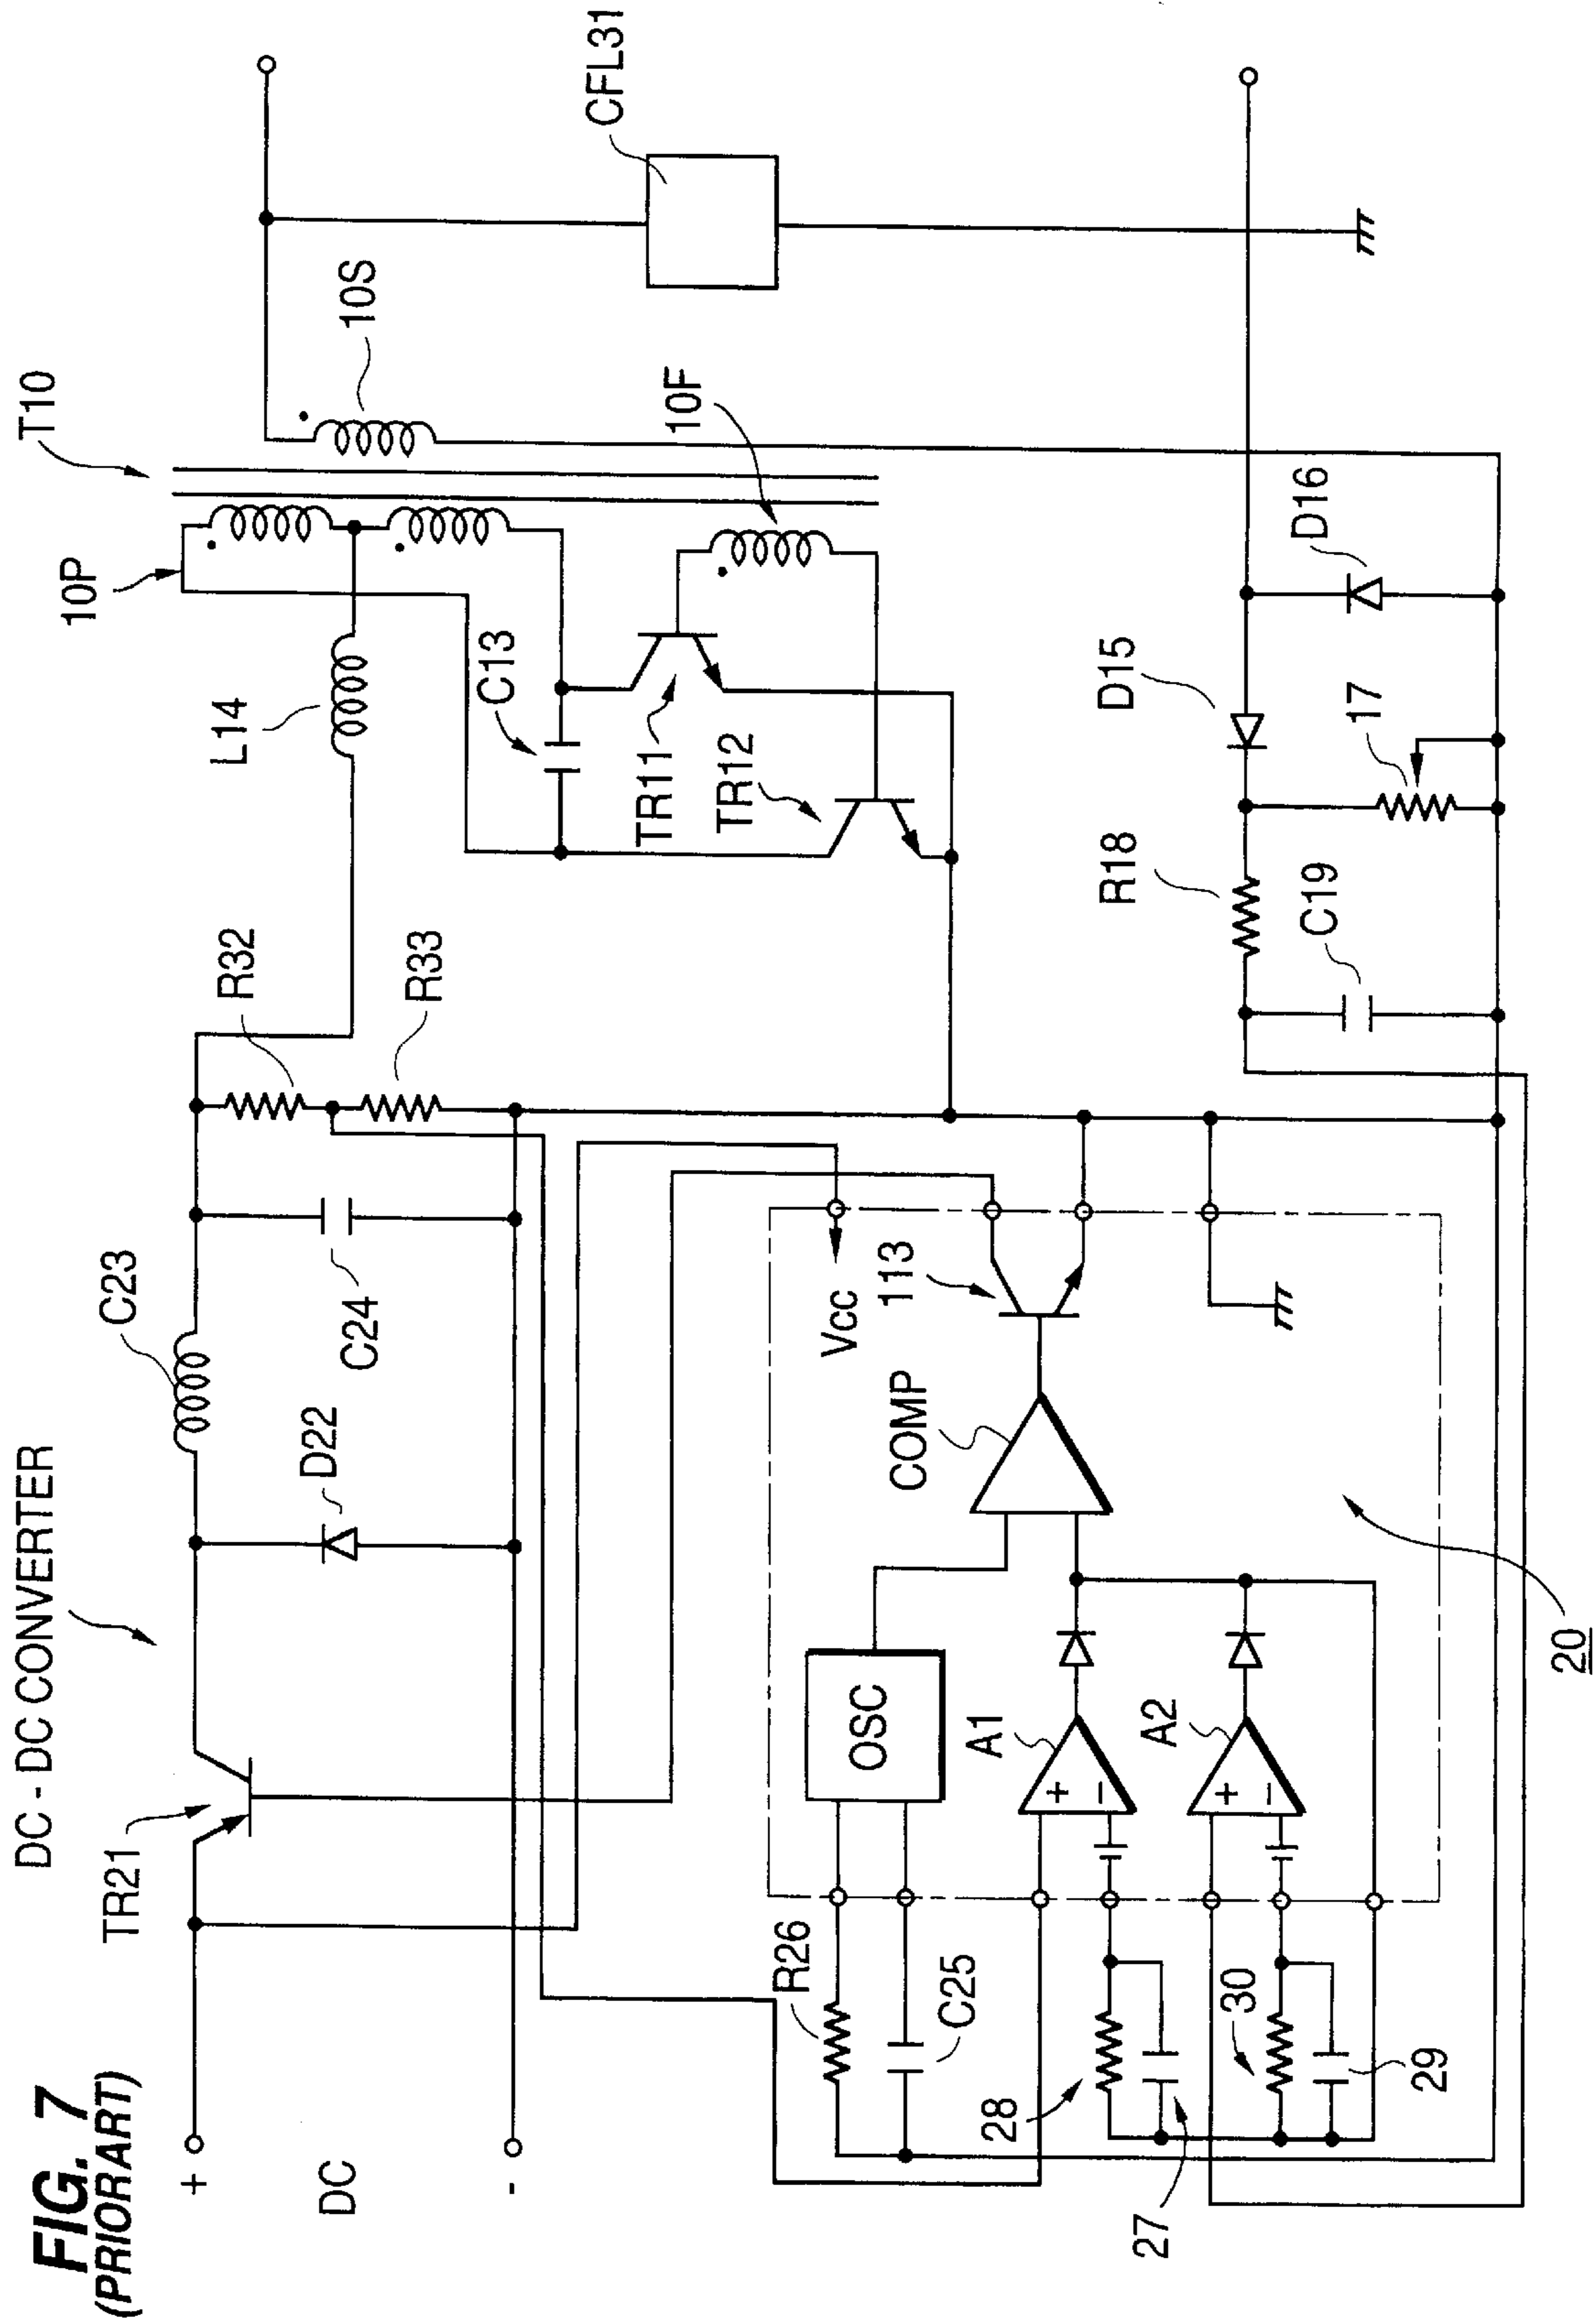 FIG. 7
(PRIOR ART)
DC - DC CONVERTER
TR21
C23
D22
C24
R32
R33
L14
10P
T10
10S
10F
C13
TR11
TR12
CFL31
+
DC
-
Vcc
113
COMP
OSC
A1
+
−
A2
+
−
R26
C25
28
27
30
29
20
R18
C19
D15
17
D16